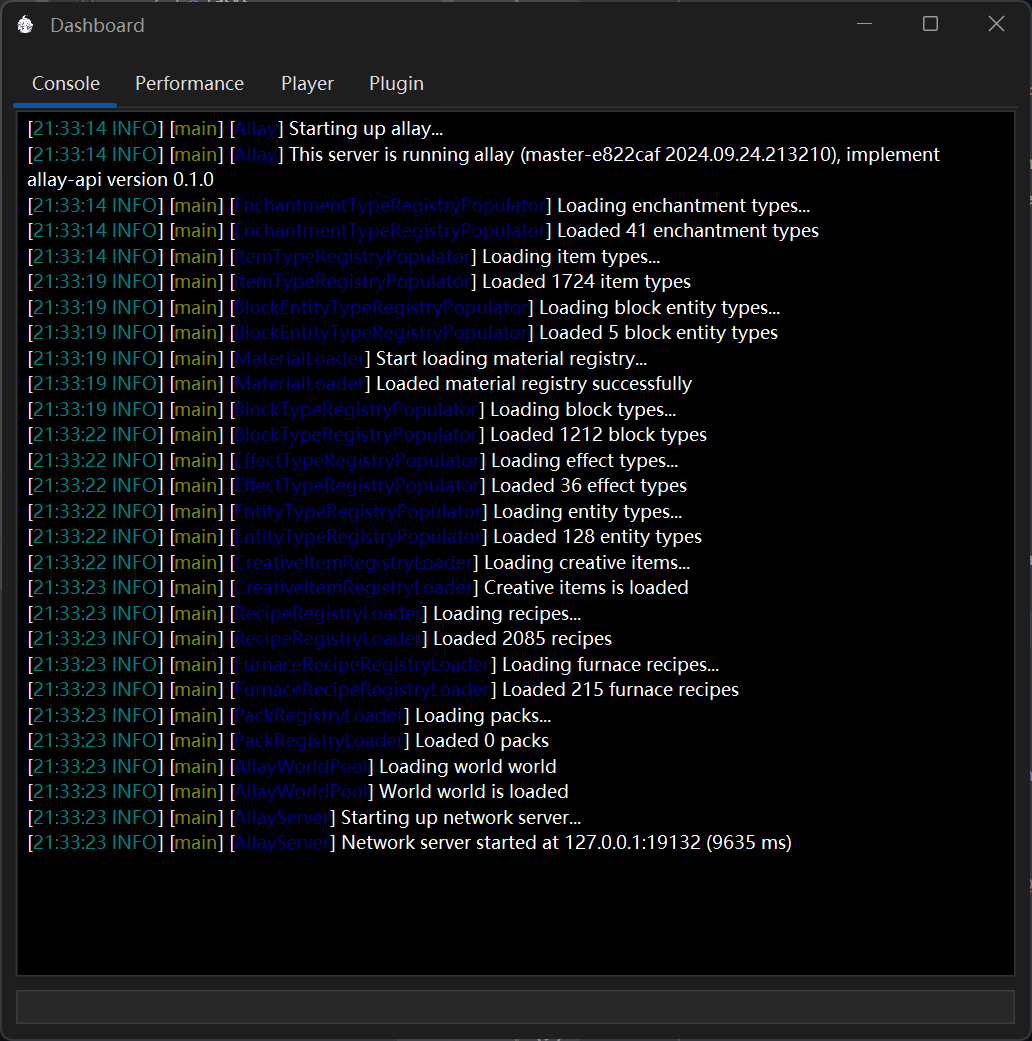 Dashboard
Console Performance Player Plugin
[21:33:14 INFO] [main] [Allay] Starting up allay...
[21:33:14 INFO] [main] [Allay] This server is running allay (master-e822caf 2024.09.24.213210), implement
allay-api version 0.1.0
[21:33:14 INFO] [main] [EnchantmentTypeRegistryPopulator] Loading enchantment types...
[21:33:14 INFO] [main] [EnchantmentTypeRegistryPopulator] Loaded 41 enchantment types
[21:33:14 INFO] [main] [ItemTypeRegistryPopulator] Loading item types...
[21:33:19 INFO] [main] [ItemTypeRegistryPopulator] Loaded 1724 item types
[21:33:19 INFO] [main] [BlockEntityTypeRegistryPopulator] Loading block entity types...
[21:33:19 INFO] [main] [BlockEntityTypeRegistryPopulator] Loaded 5 block entity types
[21:33:19 INFO] [main] [MaterialLoader] Start loading material registry...
[21:33:19 INFO] [main] [MaterialLoader] Loaded material registry successfully
[21:33:19 INFO] [main] [BlockTypeRegistryPopulator] Loading block types...
[21:33:22 INFO] [main] [BlockTypeRegistryPopulator] Loaded 1212 block types
[21:33:22 INFO] [main] [EffectTypeRegistryPopulator] Loading effect types...
[21:33:22 INFO] [main] [EffectTypeRegistryPopulator] Loaded 36 effect types
[21:33:22 INFO] [main] [EntityTypeRegistryPopulator] Loading entity types...
[21:33:22 INFO] [main] [EntityTypeRegistryPopulator] Loaded 128 entity types
[21:33:22 INFO] [main] [CreativeItemRegistryLoader] Loading creative items...
[21:33:23 INFO] [main] [CreativeItemRegistryLoader] Creative items is loaded
[21:33:23 INFO] [main] [RecipeRegistryLoader] Loading recipes...
[21:33:23 INFO] [main] [RecipeRegistryLoader] Loaded 2085 recipes
[21:33:23 INFO] [main] [FurnaceRecipeRegistryLoader] Loading furnace recipes...
[21:33:23 INFO] [main] [FurnaceRecipeRegistryLoader] Loaded 215 furnace recipes
[21:33:23 INFO] [main] [PackRegistryLoader] Loading packs...
[21:33:23 INFO] [main] [PackRegistryLoader] Loaded 0 packs
[21:33:23 INFO] [main] [AllayWorldPool] Loading world world
[21:33:23 INFO] [main] [AllayWorldPool] World world is loaded
[21:33:23 INFO] [main] [AllayServer] Starting up network server...
[21:33:23 INFO] [main] [AllayServer] Network server started at 127.0.0.1:19132 (9635 ms)